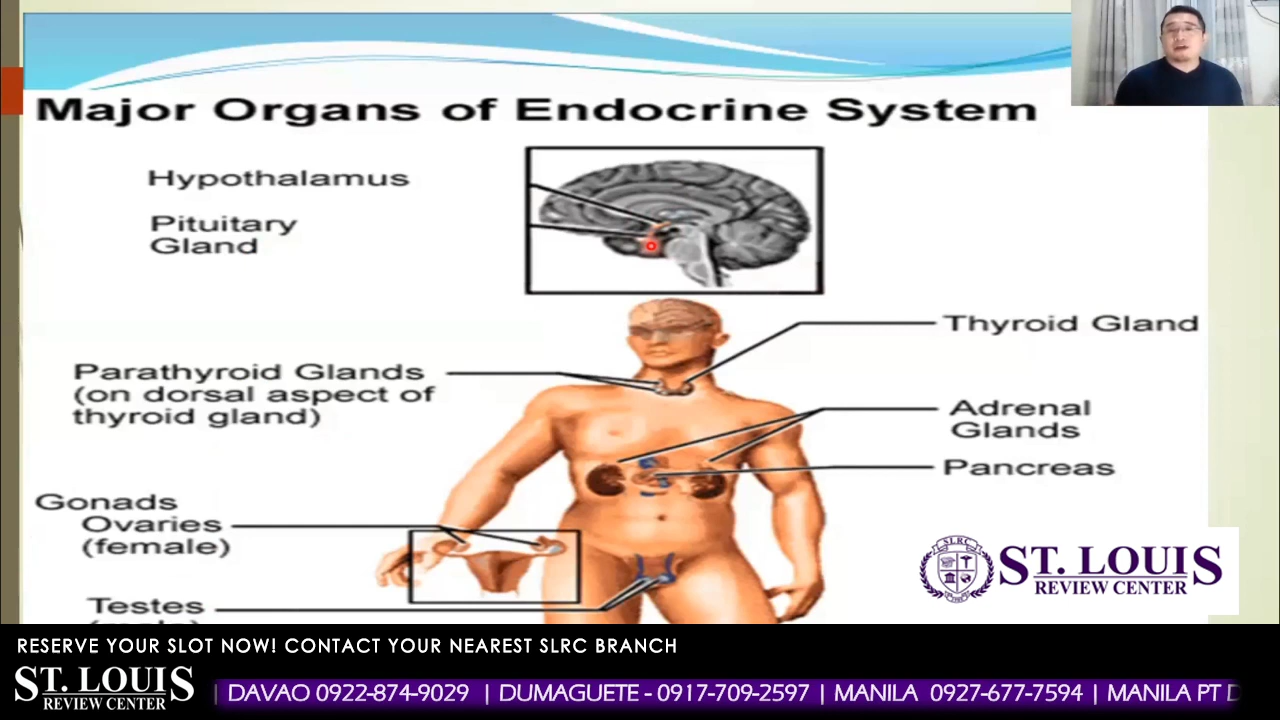 Major Organs of Endocrine System
Hypothalamus
Pituitary
Gland
Thyroid Gland
Parathyroid Glands
(on dorsal aspect of
thyroid gland)
Adrenal
Glands
Pancreas
Gonads
Ovaries
(female)
Testes
SLRC
ST. LOUIS
REVIEW CENTER
RESERVE YOUR SLOT NOW! CONTACT YOUR NEAREST SLRC BRANCH
ST. LOUIS
REVIEW CENTER
| DAVAO 0922-874-9029 | DUMAGUETE - 0917-709-2597 | MANILA 0927-677-7594 | MANILA PT D